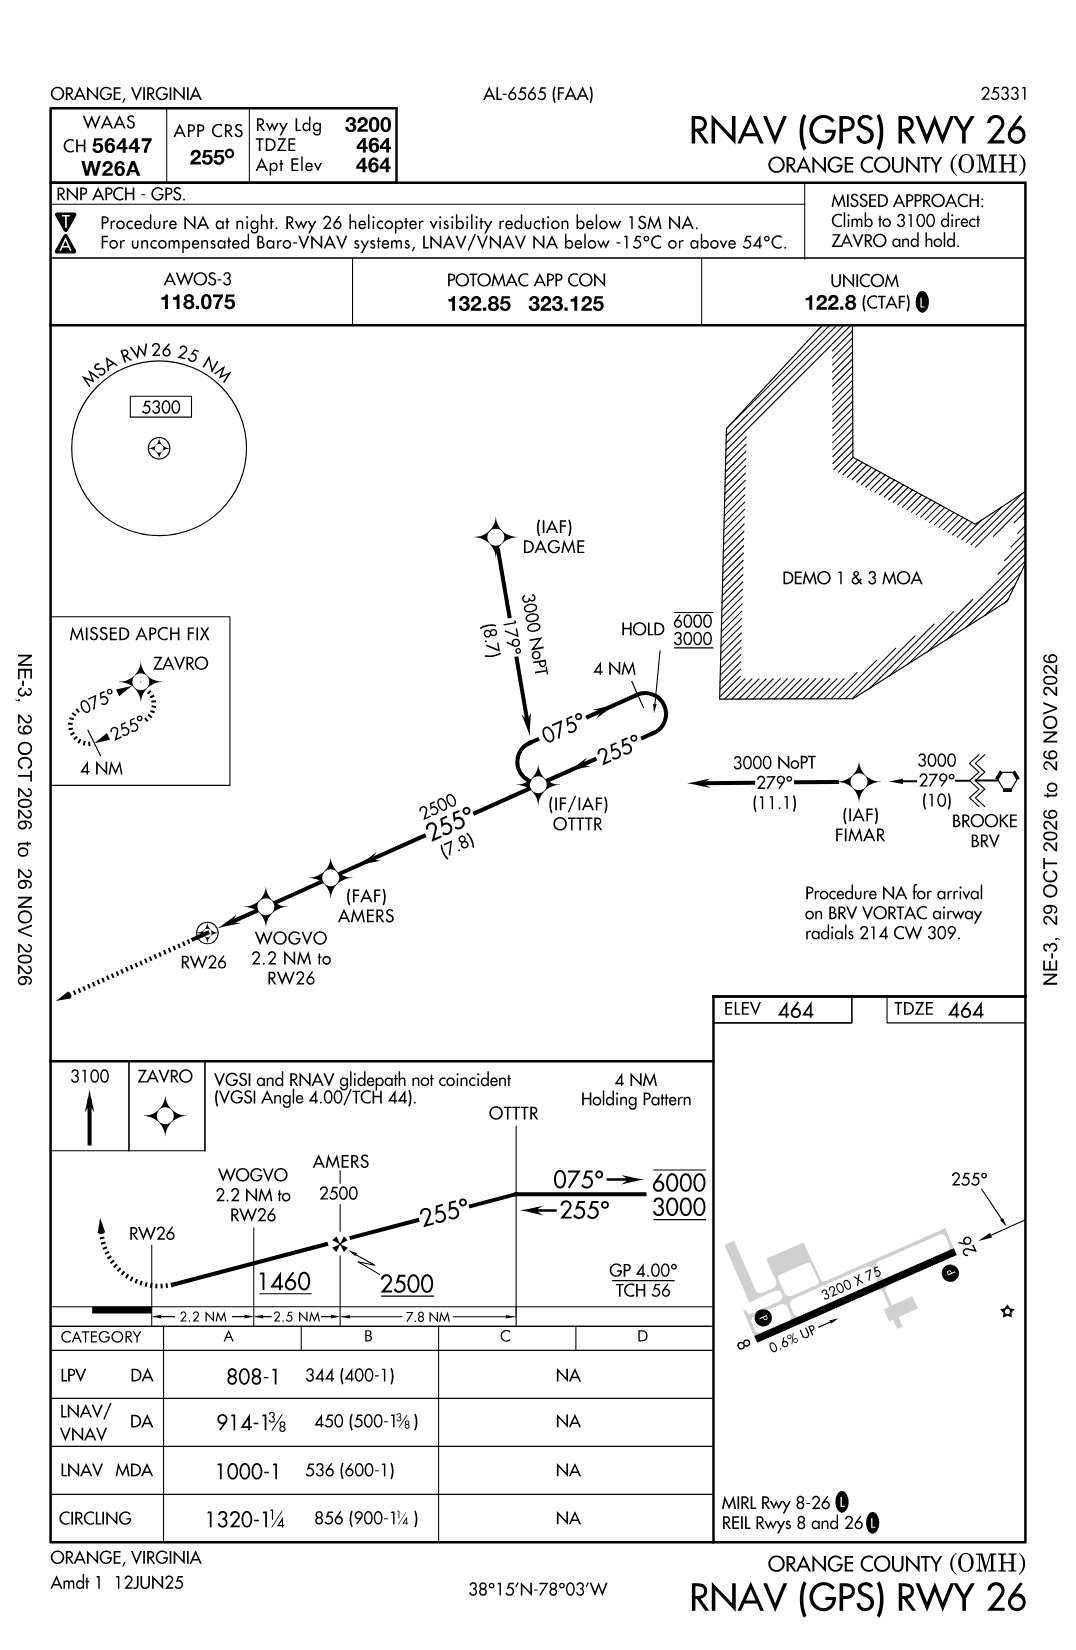 ORANGE, VIRGINIA
AL-6565 (FAA)
25331
WAAS
CH 56447
W26A
APP CRS
255°
Rwy Ldg 3200
TDZE 464
Apt Elev 464
RNAV (GPS) RWY 26
ORANGE COUNTY (OMH)
RNP APCH - GPS.
T
A
Procedure NA at night. Rwy 26 helicopter visibility reduction below 1SM NA.
For uncompensated Baro-VNAV systems, LNAV/VNAV NA below -15°C or above 54°C.
MISSED APPROACH:
Climb to 3100 direct
ZAVRO and hold.
AWOS-3
118.075
POTOMAC APP CON
132.85 323.125
UNICOM
122.8 (CTAF) L
MSA RW26 25 NM
5300
(IAF)
DAGME
3000 NoPT
179°
(8.7)
HOLD
6000
3000
4 NM
075°
255°
DEMO 1 & 3 MOA
MISSED APCH FIX
ZAVRO
075°
255°
4 NM
(IF/IAF)
OTTTR
2500
255°
(7.8)
3000 NoPT
279°
(11.1)
(IAF)
FIMAR
3000
279°
(10)
BROOKE
BRV
(FAF)
AMERS
WOGVO
2.2 NM to
RW26
RW26
Procedure NA for arrival
on BRV VORTAC airway
radials 214 CW 309.
NE-3, 29 OCT 2026 to 26 NOV 2026
NE-3, 29 OCT 2026 to 26 NOV 2026
ELEV 464
TDZE 464
3100
ZAVRO
VGSI and RNAV glidepath not coincident
(VGSI Angle 4.00/TCH 44).
4 NM
Holding Pattern
OTTTR
AMERS
2500
WOGVO
2.2 NM to
RW26
RW26
255°
075°
255°
6000
3000
1460
2500
GP 4.00°
TCH 56
2.2 NM
2.5 NM
7.8 NM
255°
26
3200 X 75
P
P
8
0.6% UP
MIRL Rwy 8-26 L
REIL Rwys 8 and 26 L
CATEGORY A B C D
LPV DA 808-1 344 (400-1) NA
LNAV/
VNAV DA 914-1⅜ 450 (500-1⅜) NA
LNAV MDA 1000-1 536 (600-1) NA
CIRCLING 1320-1¼ 856 (900-1¼) NA
ORANGE, VIRGINIA
Amdt 1 12JUN25
38°15'N-78°03'W
ORANGE COUNTY (OMH)
RNAV (GPS) RWY 26